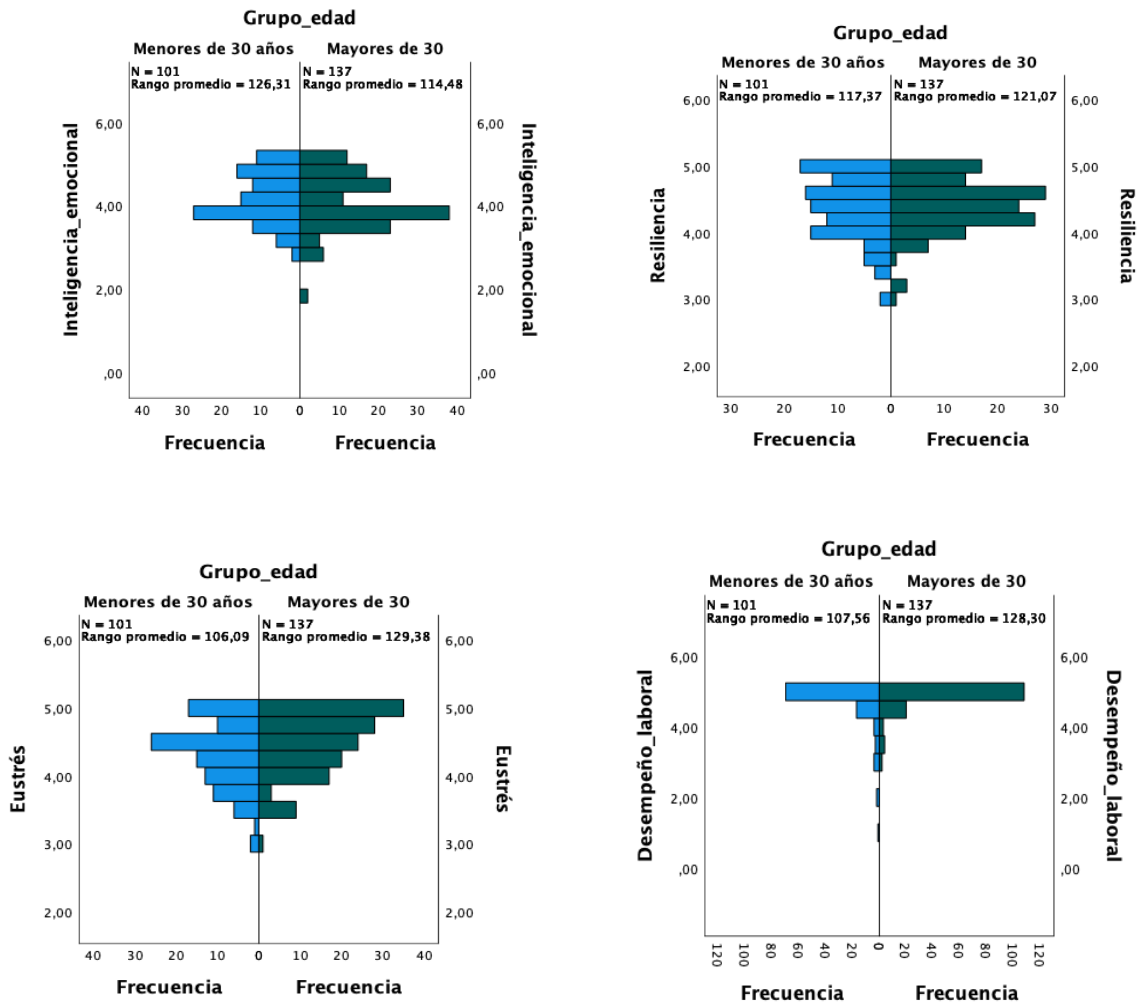 Grupo_edad
Menores de 30 años Mayores de 30
N = 101 N = 137
Rango promedio = 126,31 Rango promedio = 114,48
Inteligencia_emocional
6,00 6,00
4,00 4,00
2,00 2,00
,00 ,00
Inteligencia_emocional
40 30 20 10 0 10 20 30 40
Frecuencia Frecuencia
Grupo_edad
Menores de 30 años Mayores de 30
N = 101 N = 137
Rango promedio = 117,37 Rango promedio = 121,07
Resiliencia
6,00 6,00
5,00 5,00
4,00 4,00
3,00 3,00
2,00 2,00
Resiliencia
30 20 10 0 10 20 30
Frecuencia Frecuencia
Grupo_edad
Menores de 30 años Mayores de 30
N = 101 N = 137
Rango promedio = 106,09 Rango promedio = 129,38
Eustrés
6,00 6,00
5,00 5,00
4,00 4,00
3,00 3,00
2,00 2,00
Eustrés
40 30 20 10 0 10 20 30 40
Frecuencia Frecuencia
Grupo_edad
Menores de 30 años Mayores de 30
N = 101 N = 137
Rango promedio = 107,56 Rango promedio = 128,30
Desempeño_laboral
6,00 6,00
4,00 4,00
2,00 2,00
,00 ,00
Desempeño_laboral
120 100 80 60 40 20 0 20 40 60 80 100 120
Frecuencia Frecuencia